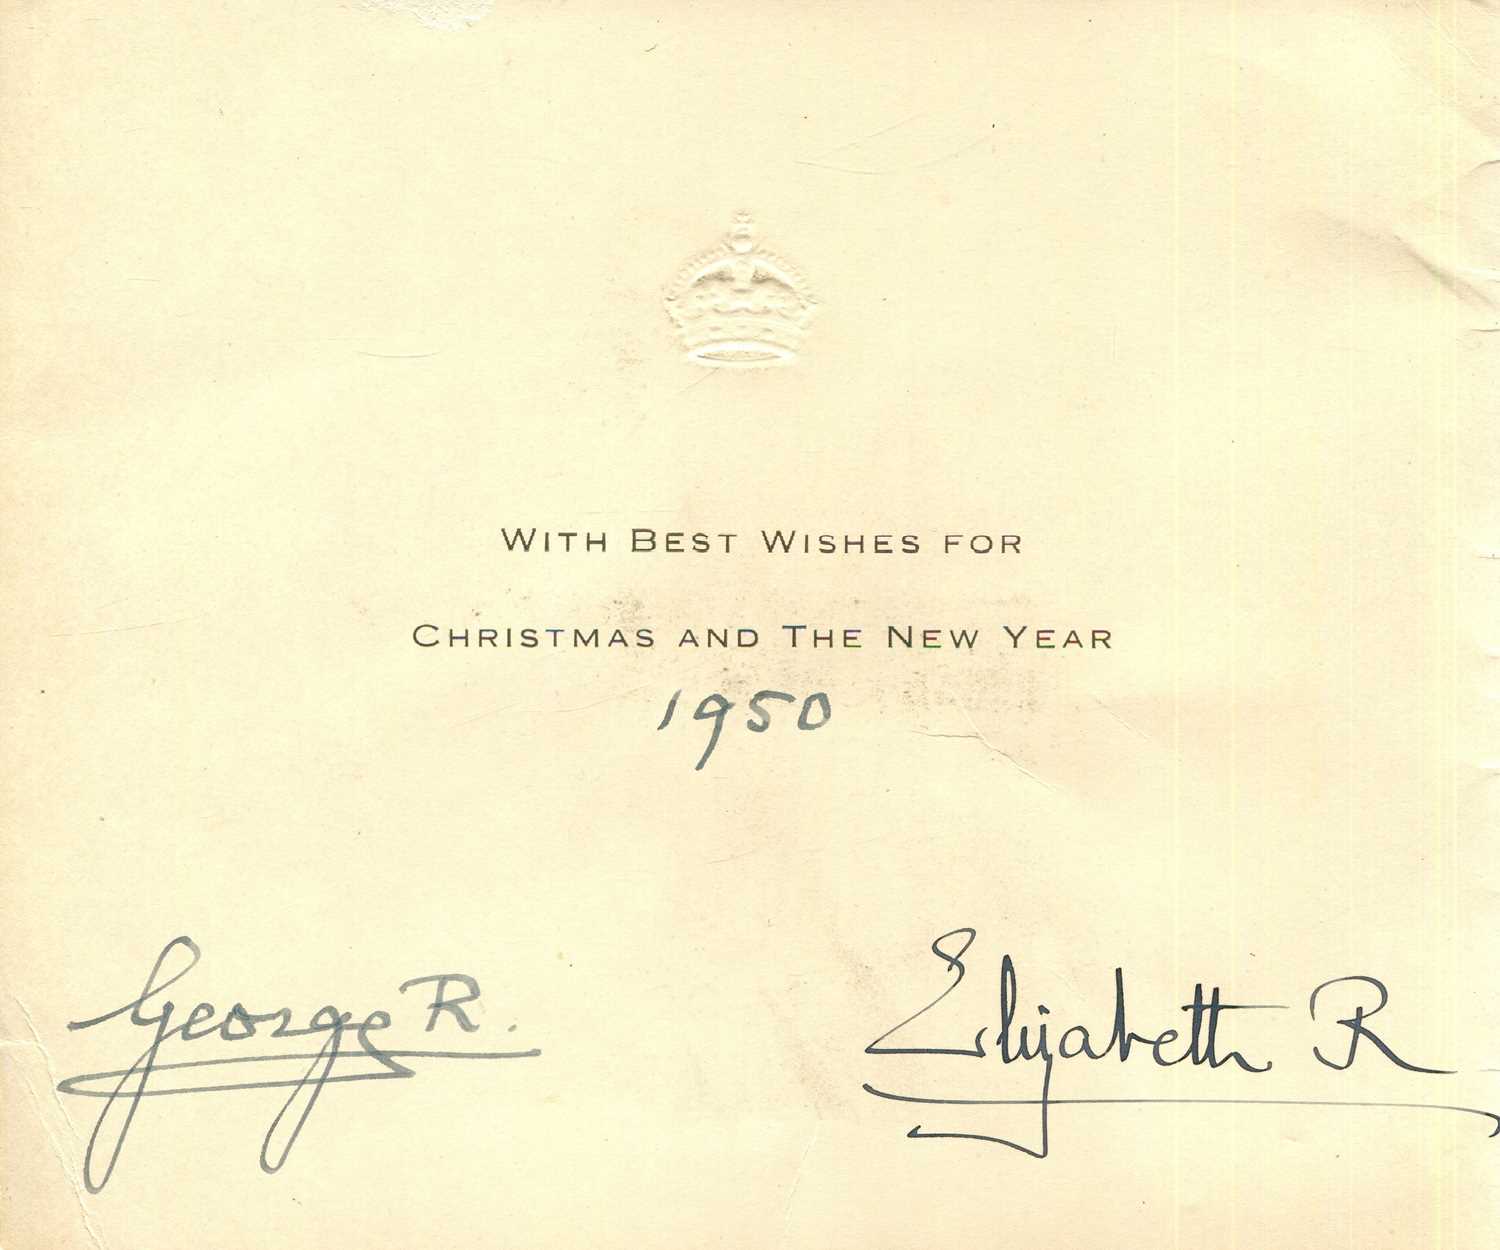 WITH BEST WISHES FOR
CHRISTMAS AND THE NEW YEAR
1950
George R.
Elizabeth R